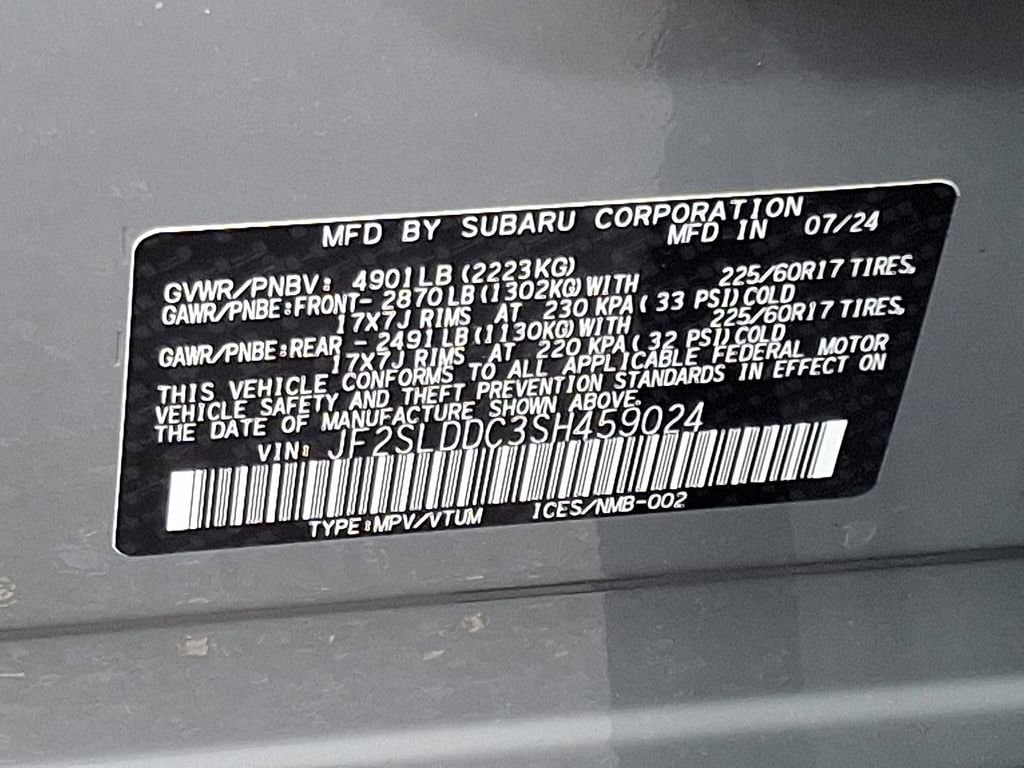 MFD BY SUBARU CORPORATION
MFD IN 07/24
GVWR/PNBV: 4901LB (2223KG)
GAWR/PNBE:FRONT- 2870LB(1302KG)WITH 225/60R17 TIRES,
17X7J RIMS AT 230 KPA( 33 PSI)COLD
GAWR/PNBE:REAR - 2491LB(1130KG)WITH 225/60R17 TIRES,
17X7J RIMS AT 220 KPA( 32 PSI)COLD
THIS VEHICLE CONFORMS TO ALL APPLICABLE FEDERAL MOTOR
VEHICLE SAFETY AND THEFT PREVENTION STANDARDS IN EFFECT ON
THE DATE OF MANUFACTURE SHOWN ABOVE.
VIN: JF2SLDDC3SH459024
TYPE:MPV/VTUM ICES/NMB-002